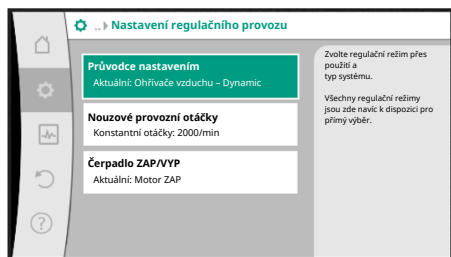 .. Nastavení regulačního provozu
Průvodce nastavením
Aktuální: Ohřívače vzduchu – Dynamic
Nouzové provozní otáčky
Konstantní otáčky: 2000/min
Čerpadlo ZAP/VYP
Aktuální: Motor ZAP
Zvolte regulační režim přes
použití a
typ systému.
Všechny regulační režimy
jsou zde navíc k dispozici pro
přímý výběr.
?